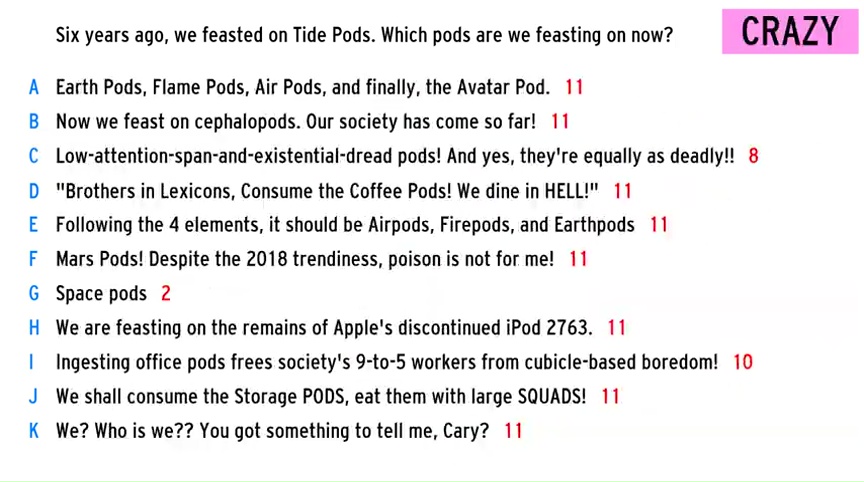 Six years ago, we feasted on Tide Pods. Which pods are we feasting on now?
CRAZY
A Earth Pods, Flame Pods, Air Pods, and finally, the Avatar Pod. 11
B Now we feast on cephalopods. Our society has come so far! 11
C Low-attention-span-and-existential-dread pods! And yes, they're equally as deadly!! 8
D "Brothers in Lexicons, Consume the Coffee Pods! We dine in HELL!" 11
E Following the 4 elements, it should be Airpods, Firepods, and Earthpods 11
F Mars Pods! Despite the 2018 trendiness, poison is not for me! 11
G Space pods 2
H We are feasting on the remains of Apple's discontinued iPod 2763. 11
I Ingesting office pods frees society's 9-to-5 workers from cubicle-based boredom! 10
J We shall consume the Storage PODS, eat them with large SQUADS! 11
K We? Who is we?? You got something to tell me, Cary? 11